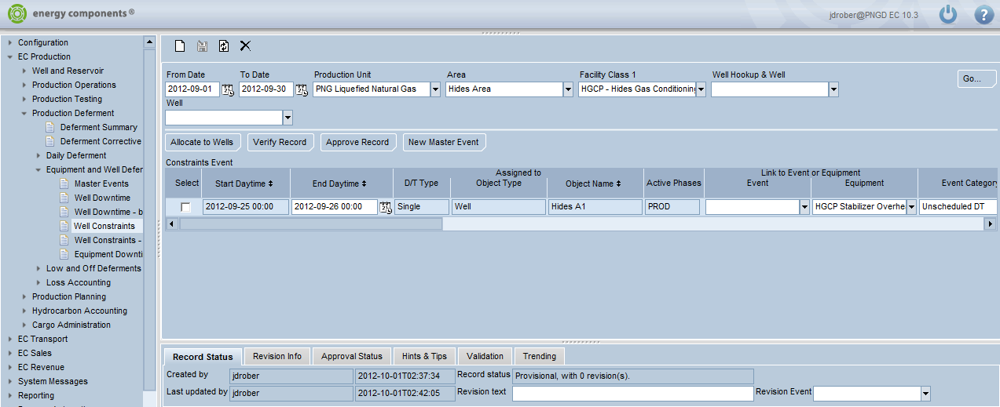 energy components ®
jdrober@PNGD EC 10.3
?
Configuration
EC Production
Well and Reservoir
Production Operations
Production Testing
Production Deferment
Deferment Summary
Deferment Corrective
Daily Deferment
Equipment and Well Defer
Master Events
Well Downtime
Well Downtime - b
Well Constraints
Well Constraints -
Equipment Downti
Low and Off Deferments
Loss Accounting
Production Planning
Hydrocarbon Accounting
Cargo Administration
EC Transport
EC Sales
EC Revenue
System Messages
Reporting
From Date To Date Production Unit Area Facility Class 1 Well Hookup & Well
2012-09-01 2012-09-30 PNG Liquefied Natural Gas Hides Area HGCP - Hides Gas Conditioning Go...
Well
Allocate to Wells Verify Record Approve Record New Master Event
Constraints Event
Assigned to Link to Event or Equipment
Select Start Daytime End Daytime D/T Type Object Type Object Name Active Phases Event Equipment Event Category
2012-09-25 00:00 2012-09-26 00:00 Single Well Hides A1 PROD HGCP Stabilizer Overhe Unscheduled DT
Record Status Revision Info Approval Status Hints & Tips Validation Trending
Created by jdrober 2012-10-01T02:37:34 Record status Provisional, with 0 revision(s).
Last updated by jdrober 2012-10-01T02:42:05 Revision text Revision Event